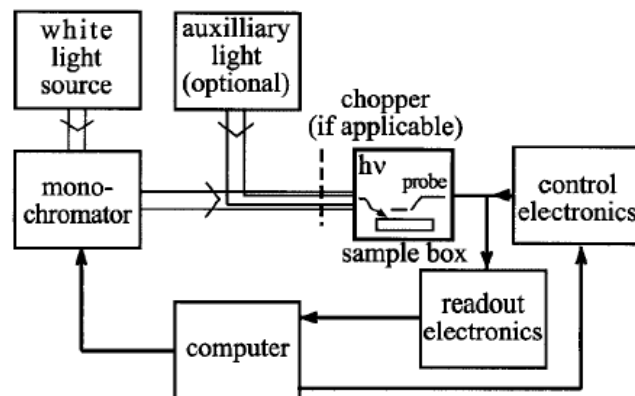 white
light
source
auxilliary
light
(optional)
chopper
(if applicable)
mono-
chromator
hν
probe
sample box
control
electronics
readout
electronics
computer